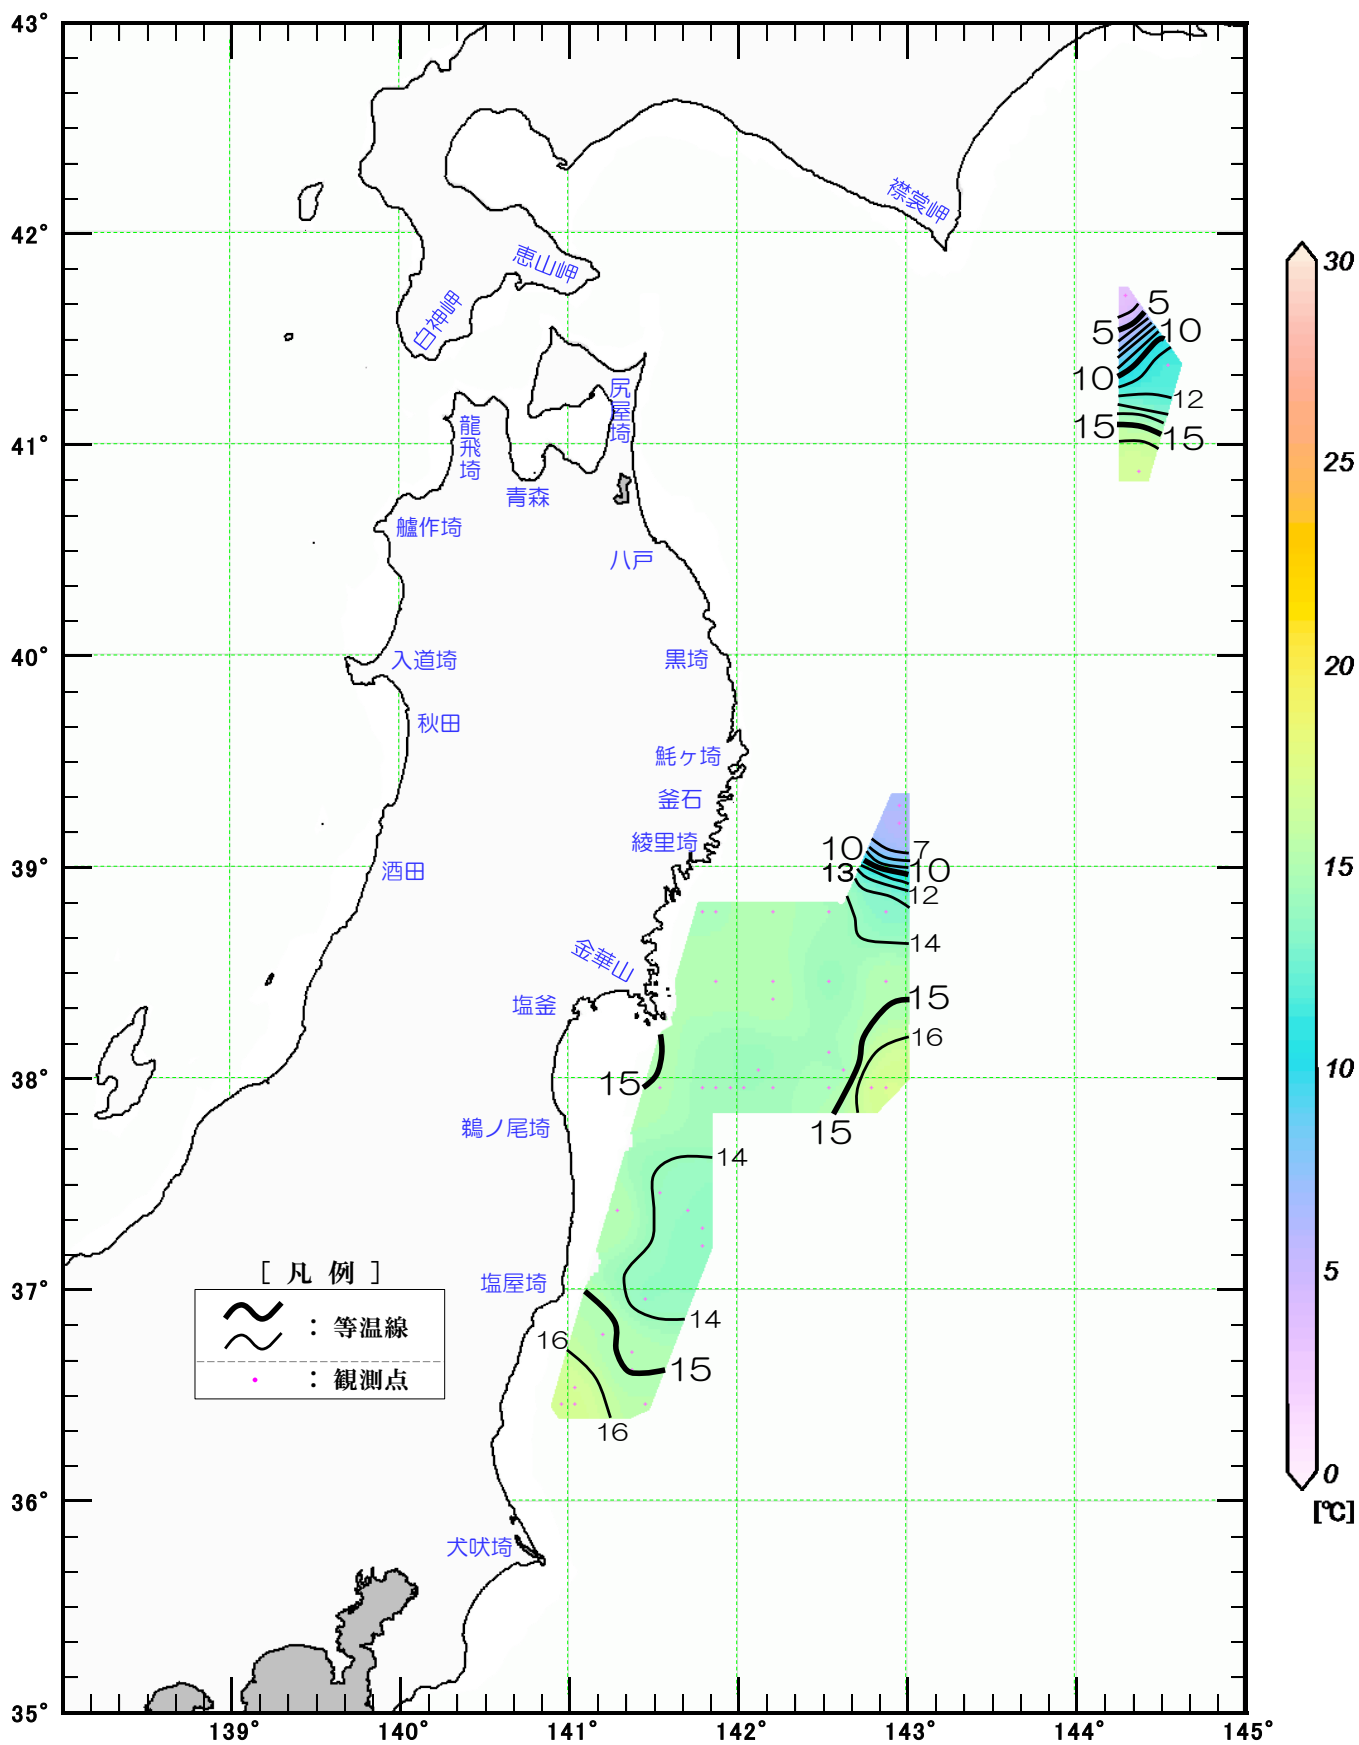 43°
42°
41°
40°
39°
38°
37°
36°
35°
139°
140°
141°
142°
143°
144°
145°
襟裳岬
恵山岬
白神岬
尻屋埼
龍飛埼
青森
艫作埼
八戸
入道埼
黒埼
秋田
魹ヶ埼
釜石
綾里埼
酒田
金華山
塩釜
鵜ノ尾埼
塩屋埼
犬吠埼
5
5
10
10
12
15
15
10
7
13
10
12
14
15
16
15
15
14
14
16
15
16
[ 凡 例 ]
: 等温線
: 観測点
30
25
20
15
10
5
0
[℃]